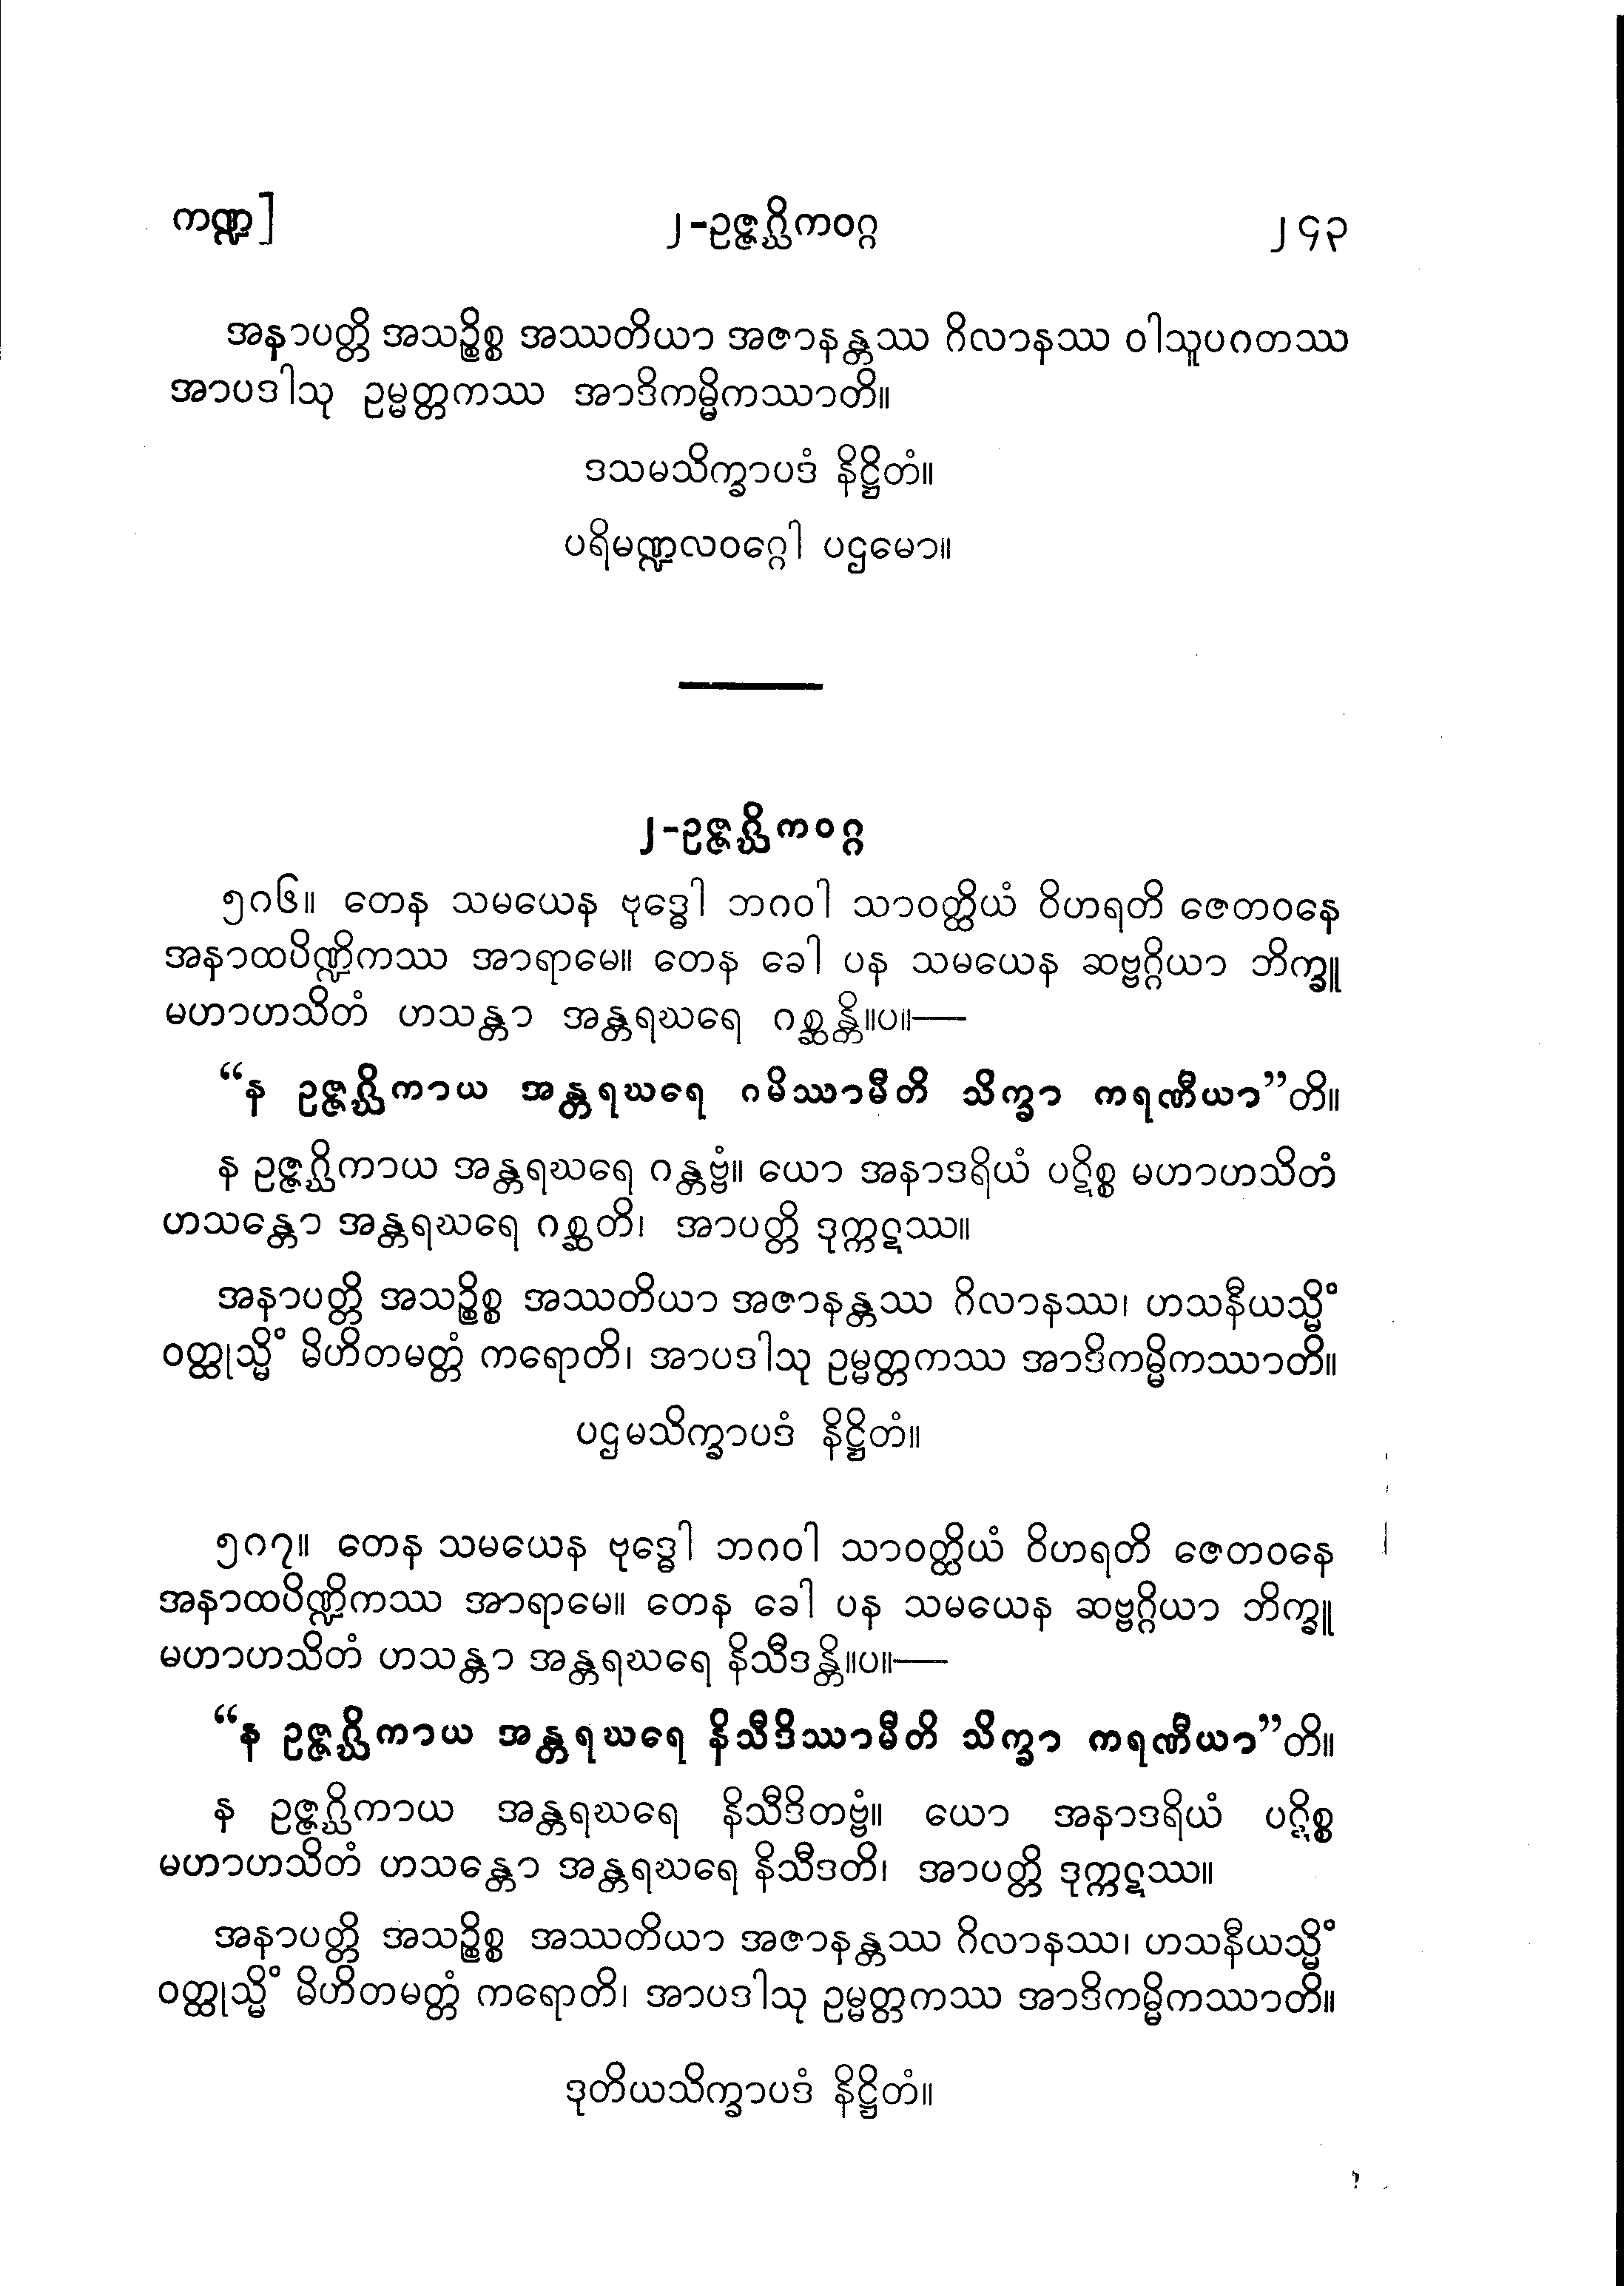 ကဏ္ဍ] ၂-ဥဇ္ဇဂ္ဃိကဝဂ္ဂ ၂၄၃
အနာပတ္တိ အသဉ္စိစ္စ အဿတိယာ အဇာနန္တဿ ဂိလာနဿ ဝါသူပဂတဿ
အာပဒါသု ဥမ္မတ္တကဿ အာဒိကမ္မိကဿာတိ။
ဒသမသိက္ခာပဒံ နိဋ္ဌိတံ။
ပရိမဏ္ဍလဝဂ္ဂေါ ပဌမော။
၂-ဥဇ္ဇဂ္ဃိကဝဂ္ဂ
၅၈၆။ တေန သမယေန ဗုဒ္ဓေါ ဘဂဝါ သာဝတ္ထိယံ ဝိဟရတိ ဇေတဝနေ
အနာထပိဏ္ဍိကဿ အာရာမေ။ တေန ခေါ ပန သမယေန ဆဗ္ဗဂ္ဂိယာ ဘိက္ခူ
မဟာဟသိတံ ဟသန္တာ အန္တရဃရေ ဂစ္ဆန္တိ။ပ။—
“န ဥဇ္ဇဂ္ဃိကာယ အန္တရဃရေ ဂမိဿာမီတိ သိက္ခာ ကရဏီယာ”တိ။
န ဥဇ္ဇဂ္ဃိကာယ အန္တရဃရေ ဂန္တဗ္ဗံ။ ယော အနာဒရိယံ ပဋိစ္စ မဟာဟသိတံ
ဟသန္တော အန္တရဃရေ ဂစ္ဆတိ၊ အာပတ္တိ ဒုက္ကဋဿ။
အနာပတ္တိ အသဉ္စိစ္စ အဿတိယာ အဇာနန္တဿ ဂိလာနဿ၊ ဟသနီယသ္မိံ
ဝတ္ထုသ္မိံ မိဟိတမတ္တံ ကရောတိ၊ အာပဒါသု ဥမ္မတ္တကဿ အာဒိကမ္မိကဿာတိ။
ပဌမသိက္ခာပဒံ နိဋ္ဌိတံ။
၅၈၇။ တေန သမယေန ဗုဒ္ဓေါ ဘဂဝါ သာဝတ္ထိယံ ဝိဟရတိ ဇေတဝနေ
အနာထပိဏ္ဍိကဿ အာရာမေ။ တေန ခေါ ပန သမယေန ဆဗ္ဗဂ္ဂိယာ ဘိက္ခူ
မဟာဟသိတံ ဟသန္တာ အန္တရဃရေ နိသီဒန္တိ။ပ။—
“န ဥဇ္ဇဂ္ဃိကာယ အန္တရဃရေ နိသီဒိဿာမီတိ သိက္ခာ ကရဏီယာ”တိ။
န ဥဇ္ဇဂ္ဃိကာယ အန္တရဃရေ နိသီဒိတဗ္ဗံ။ ယော အနာဒရိယံ ပဋိစ္စ
မဟာဟသိတံ ဟသန္တော အန္တရဃရေ နိသီဒတိ၊ အာပတ္တိ ဒုက္ကဋဿ။
အနာပတ္တိ အသဉ္စိစ္စ အဿတိယာ အဇာနန္တဿ ဂိလာနဿ၊ ဟသနီယသ္မိံ
ဝတ္ထုသ္မိံ မိဟိတမတ္တံ ကရောတိ၊ အာပဒါသု ဥမ္မတ္တကဿ အာဒိကမ္မိကဿာတိ။
ဒုတိယသိက္ခာပဒံ နိဋ္ဌိတံ။